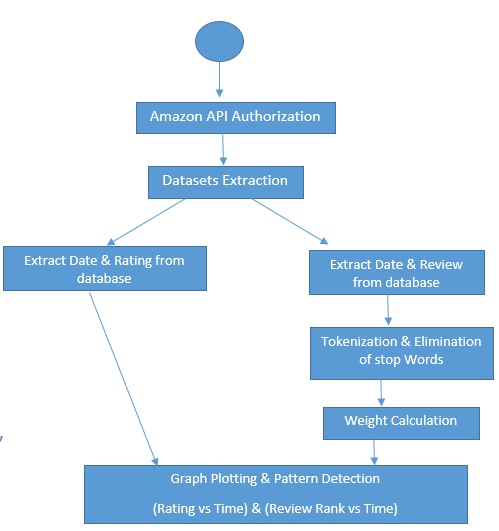 Amazon API Authorization
Datasets Extraction
Extract Date & Rating from
database
Extract Date & Review
from database
Tokenization & Elimination
of stop Words
Weight Calculation
Graph Plotting & Pattern Detection
(Rating vs Time) & (Review Rank vs Time)